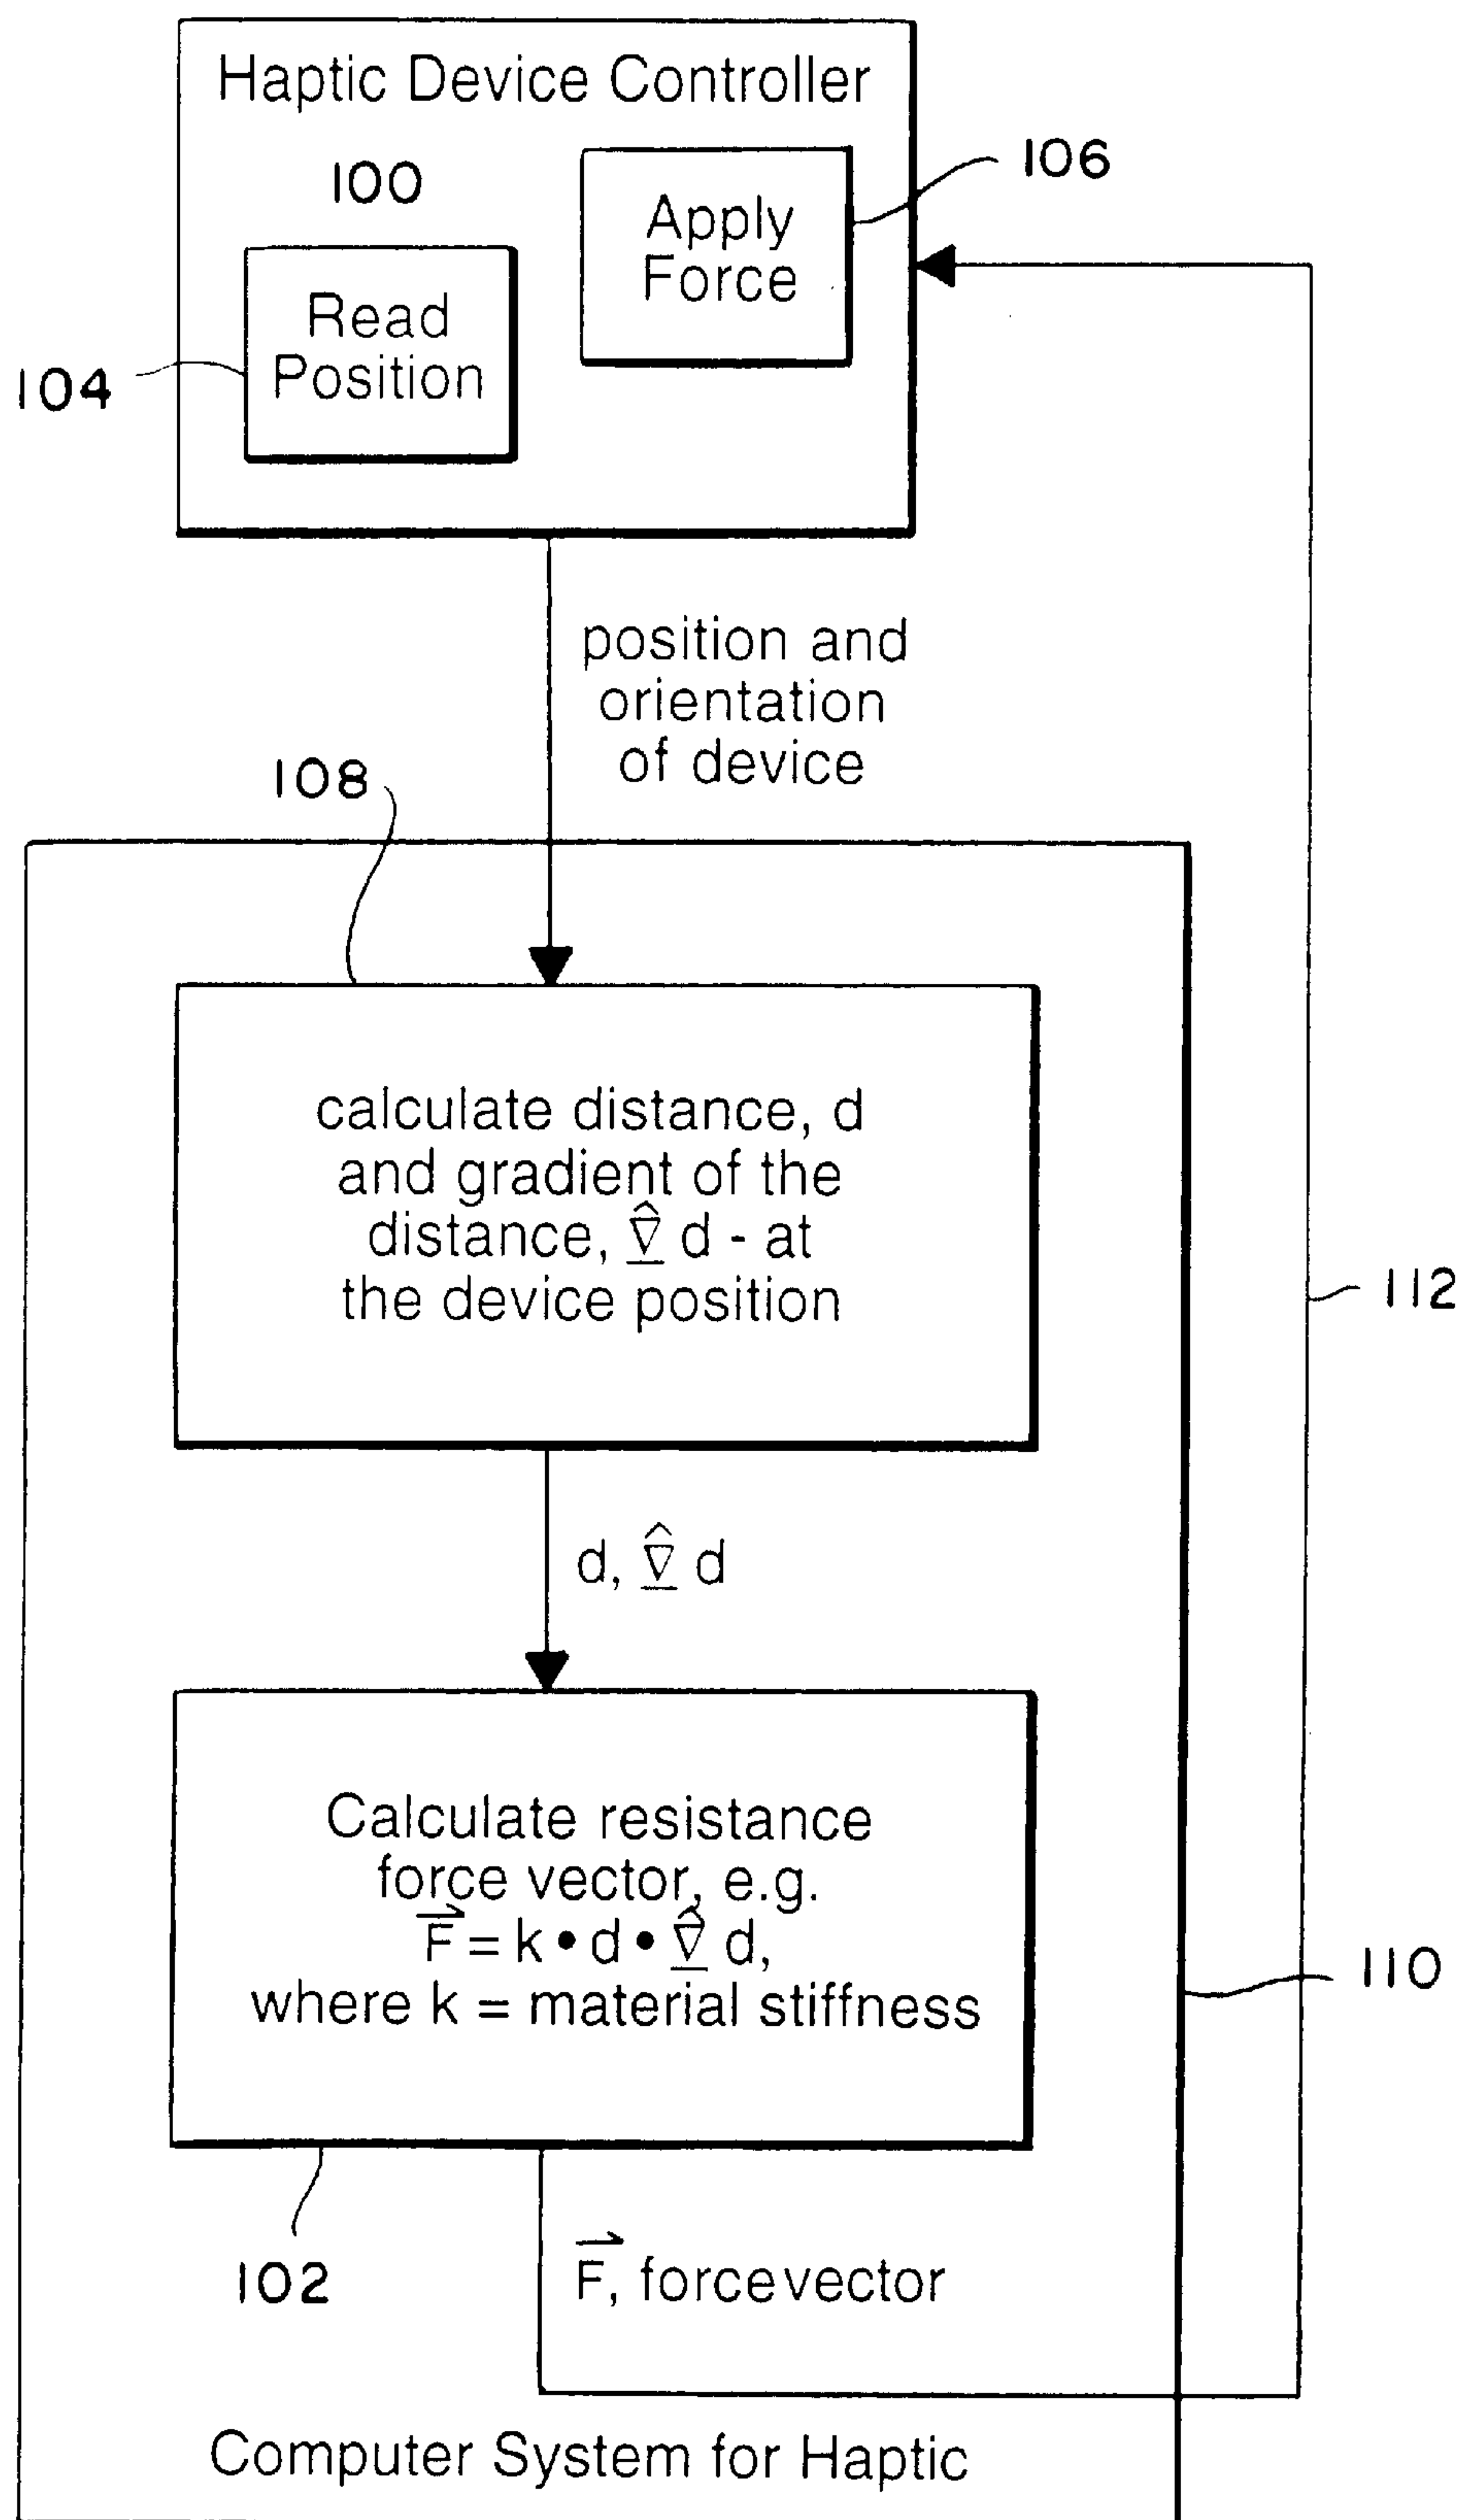 Haptic Device Controller
100
106
Apply
Force
Read
Position
104
position and
orientation
of device
108
calculate distance, d
and gradient of the
distance, ∇̲̂ d - at
the device position
112
d, ∇̲̂ d
Calculate resistance
force vector, e.g.
F⃗ = k • d • ∇̲̂ d,
where k = material stiffness
110
102
F⃗, force vector
Computer System for Haptic